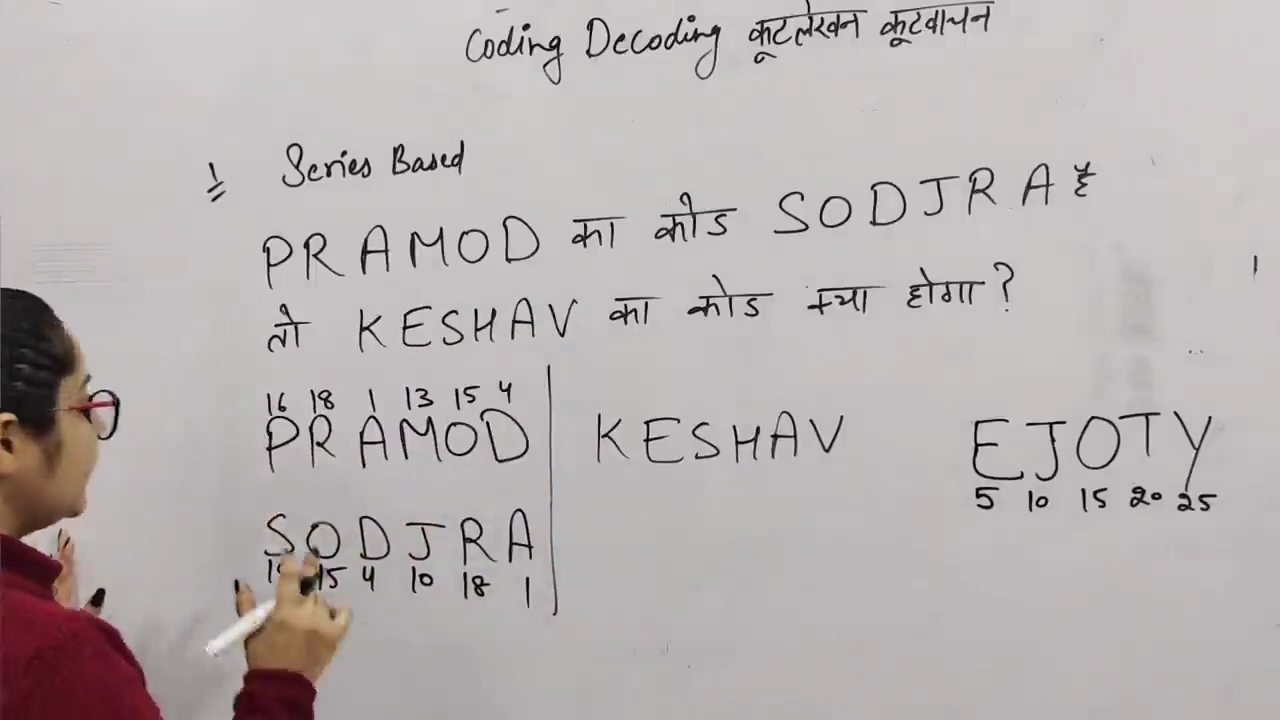 Coding Decoding कूटलेखन कूटवाचन
1 Series Based
PRAMOD का कोड SODJRA है
तो KESHAV का कोड क्या होगा?
16 18 1 13 15 4
PRAMOD KESHAV EJOTY
5 10 15 20 25
SODJRA
15 4 10 18 1